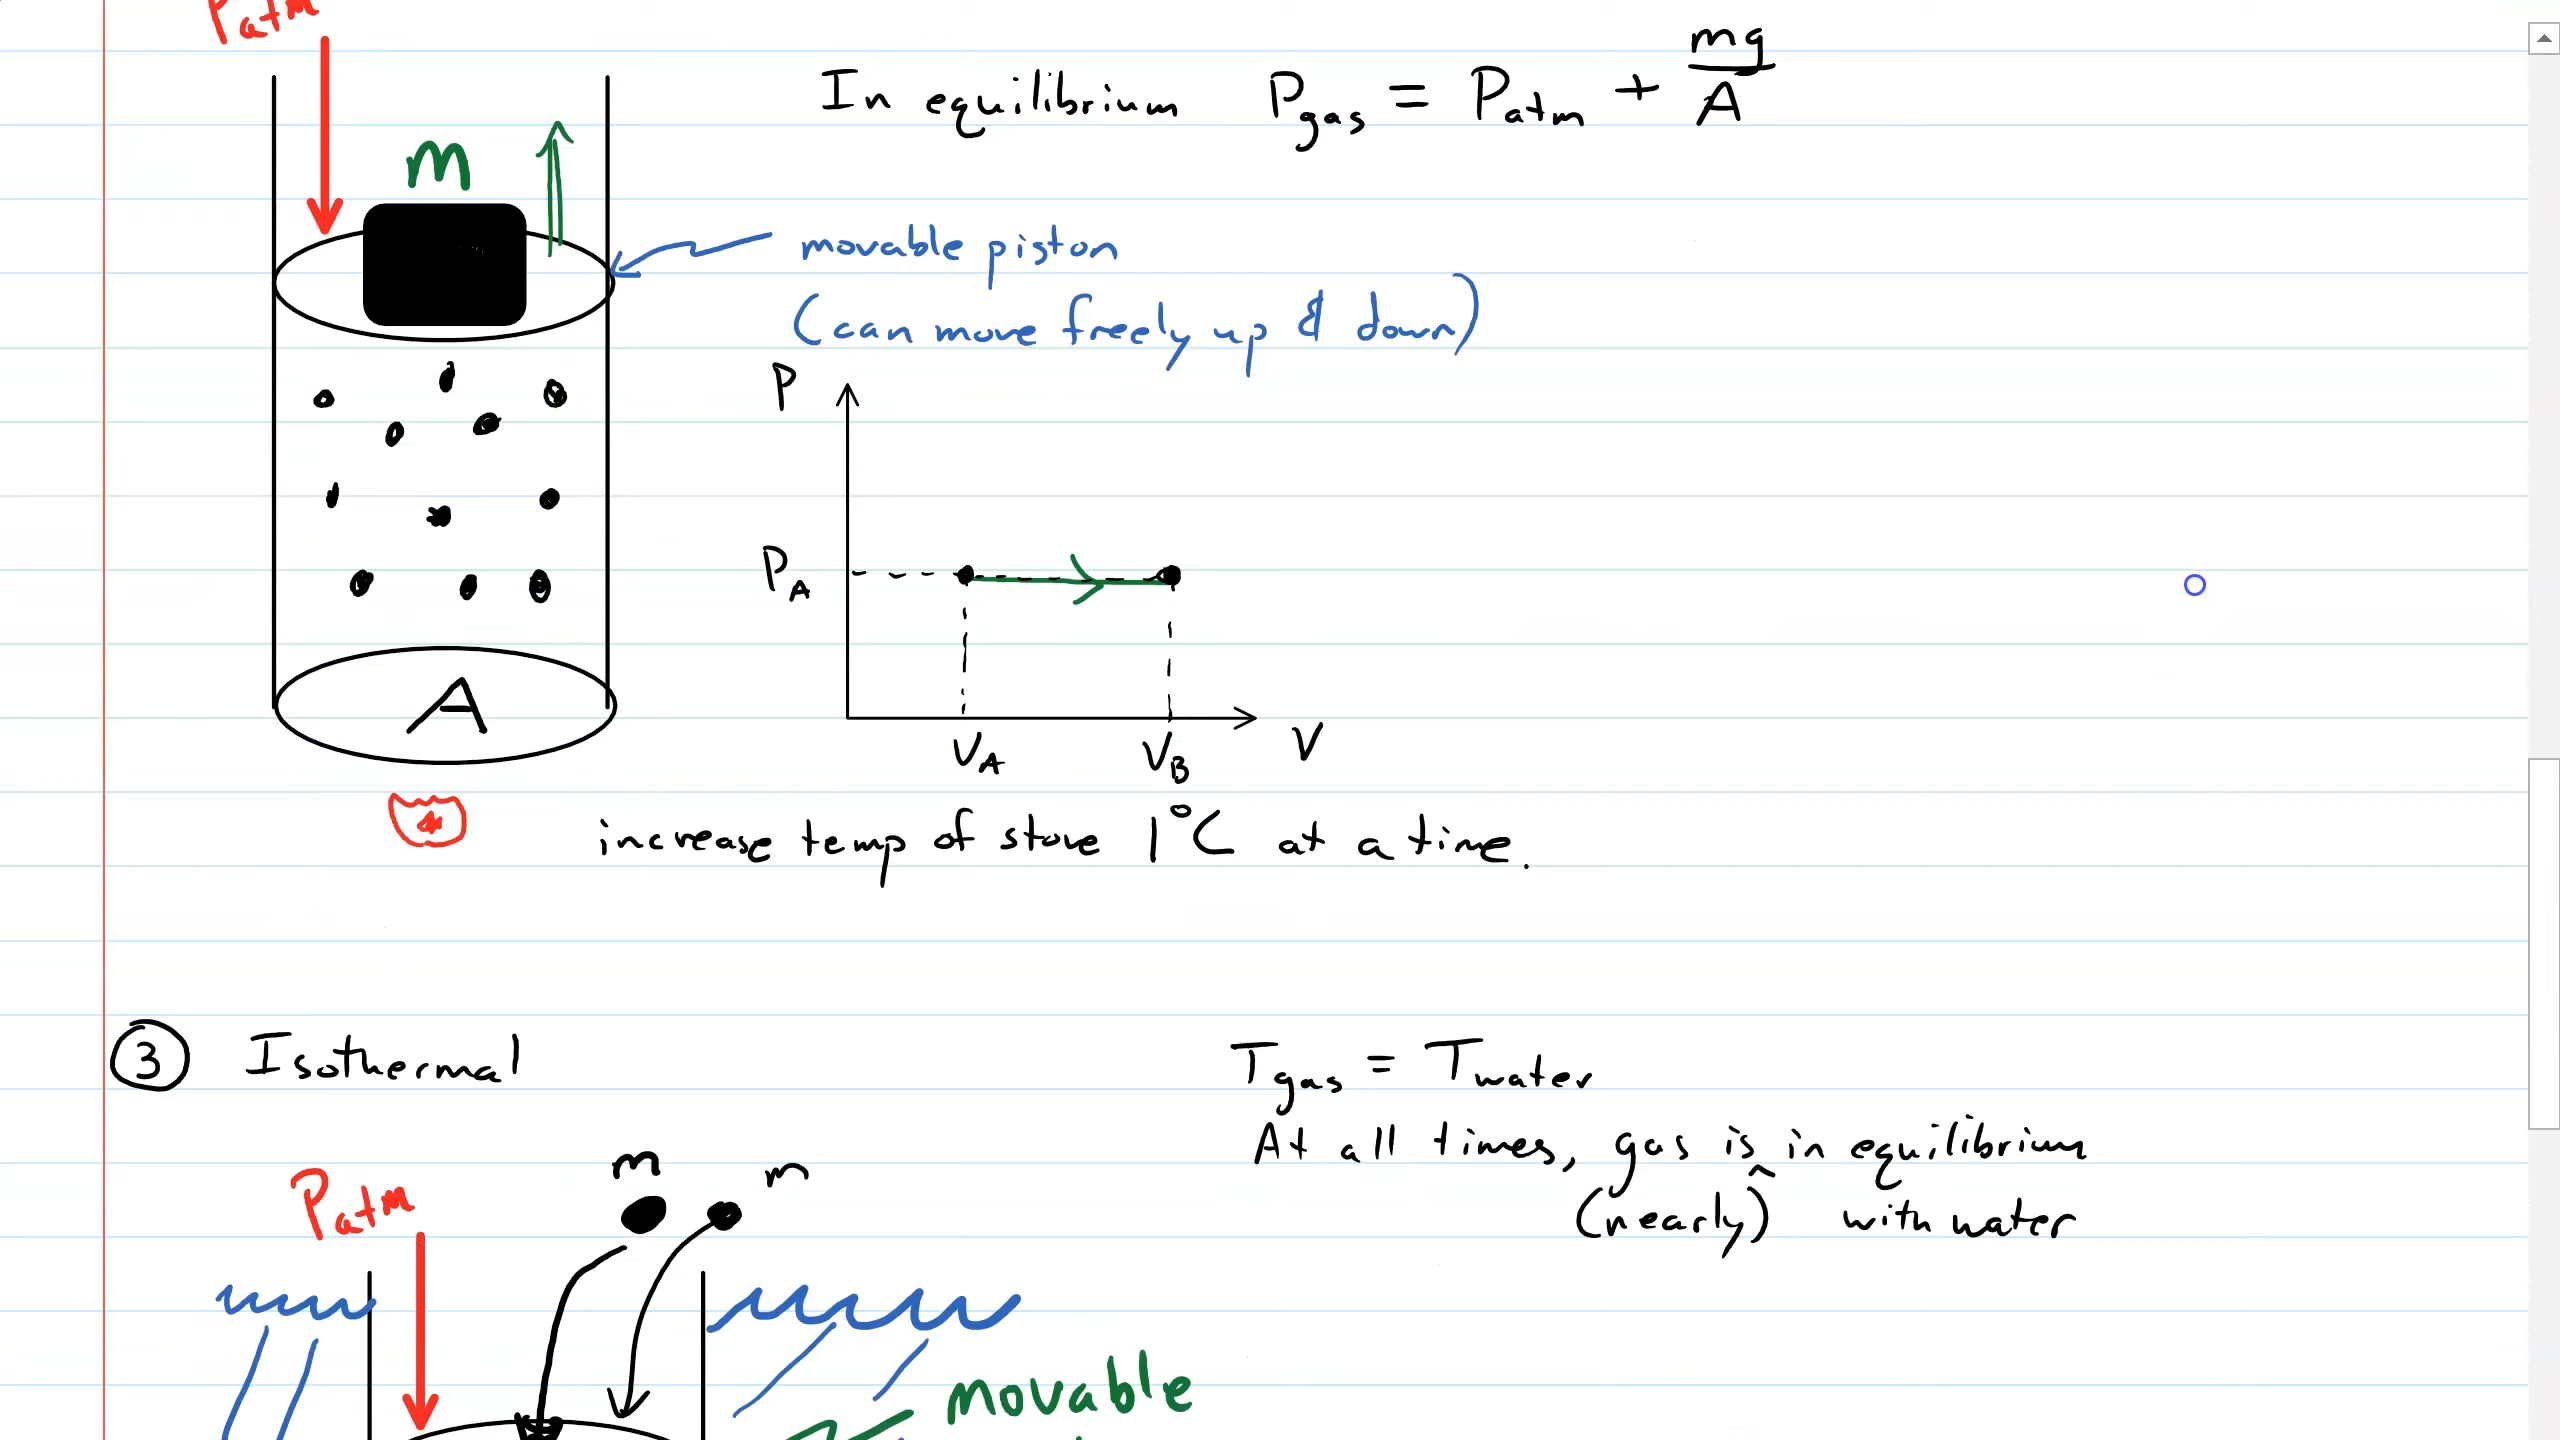 Patm
In equilibrium Pgas = Patm + mg/A
m
movable piston
(can move freely up & down)
P
PA
A
VA VB V
increase temp of stove 1°C at a time.
3 Isothermal
Tgas = Twater
At all times, gas is ^ in equilibrium
(nearly) with water
m m
Patm
movable